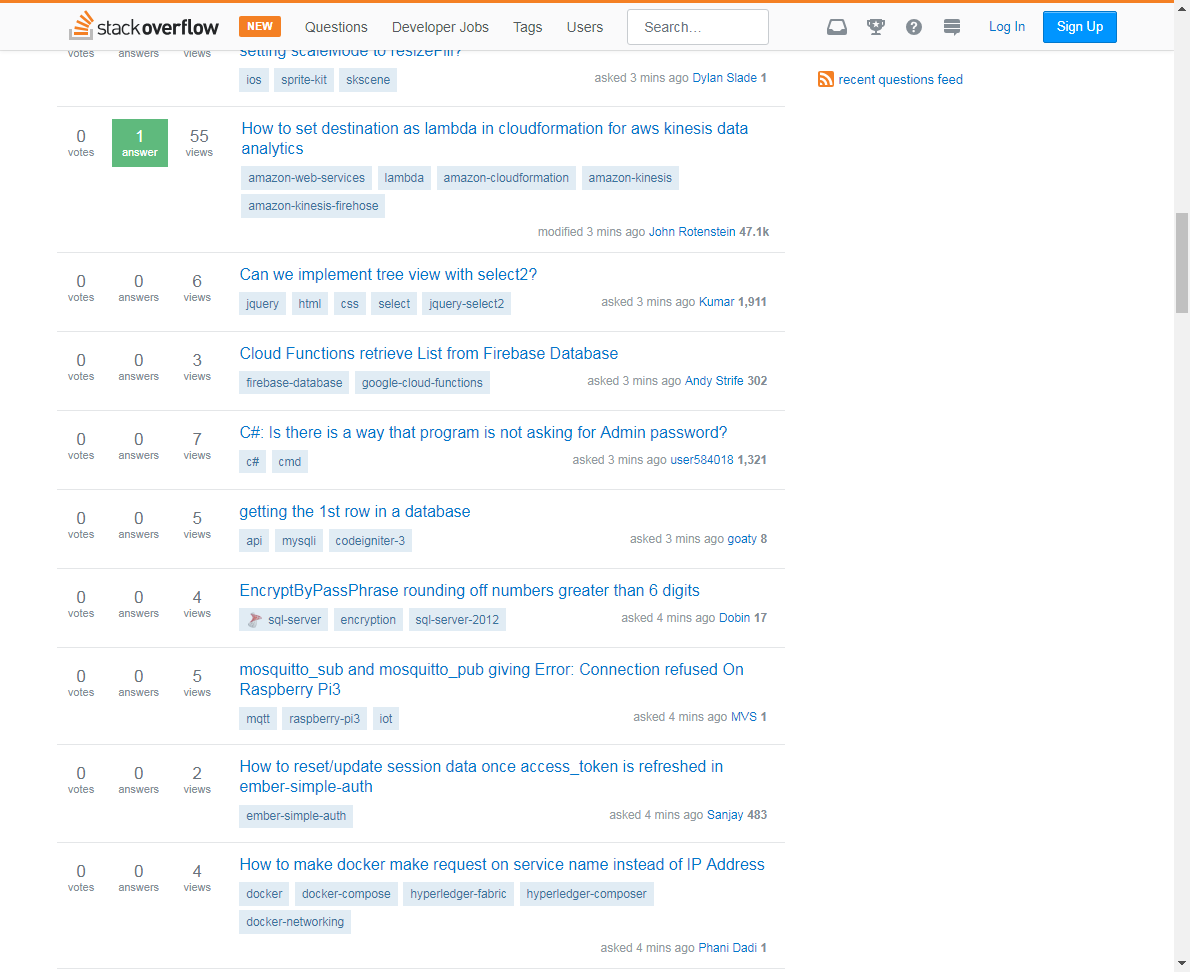 stackoverflow NEW Questions Developer Jobs Tags Users Search... Log In Sign Up
votes answers views setting scaleMode to resizeFill?
ios sprite-kit skscene asked 3 mins ago Dylan Slade 1
recent questions feed
0 votes 1 answer 55 views
How to set destination as lambda in cloudformation for aws kinesis data
analytics
amazon-web-services lambda amazon-cloudformation amazon-kinesis
amazon-kinesis-firehose
modified 3 mins ago John Rotenstein 47.1k
0 votes 0 answers 6 views
Can we implement tree view with select2?
jquery html css select jquery-select2 asked 3 mins ago Kumar 1,911
0 votes 0 answers 3 views
Cloud Functions retrieve List from Firebase Database
firebase-database google-cloud-functions asked 3 mins ago Andy Strife 302
0 votes 0 answers 7 views
C#: Is there is a way that program is not asking for Admin password?
c# cmd asked 3 mins ago user584018 1,321
0 votes 0 answers 5 views
getting the 1st row in a database
api mysqli codeigniter-3 asked 3 mins ago goaty 8
0 votes 0 answers 4 views
EncryptByPassPhrase rounding off numbers greater than 6 digits
sql-server encryption sql-server-2012 asked 4 mins ago Dobin 17
0 votes 0 answers 5 views
mosquitto_sub and mosquitto_pub giving Error: Connection refused On
Raspberry Pi3
mqtt raspberry-pi3 iot asked 4 mins ago MVS 1
0 votes 0 answers 2 views
How to reset/update session data once access_token is refreshed in
ember-simple-auth
ember-simple-auth asked 4 mins ago Sanjay 483
0 votes 0 answers 4 views
How to make docker make request on service name instead of IP Address
docker docker-compose hyperledger-fabric hyperledger-composer
docker-networking
asked 4 mins ago Phani Dadi 1